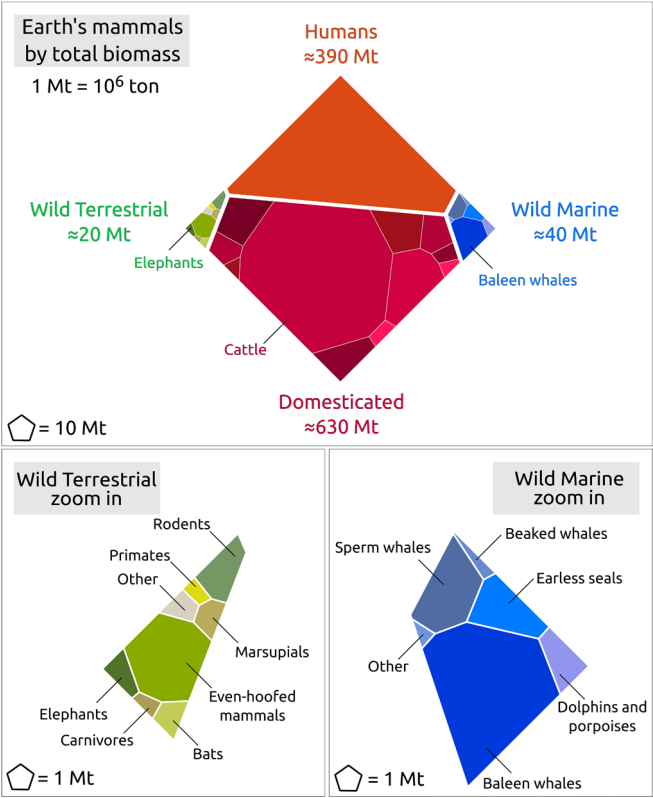 Earth's mammals
by total biomass
1 Mt = 10⁶ ton
Humans
≈390 Mt
Wild Terrestrial
≈20 Mt
Elephants
Wild Marine
≈40 Mt
Baleen whales
Cattle
Domesticated
≈630 Mt
= 10 Mt
Wild Terrestrial
zoom in
Rodents
Primates
Other
Marsupials
Even-hoofed
mammals
Elephants
Carnivores
Bats
= 1 Mt
Wild Marine
zoom in
Beaked whales
Sperm whales
Earless seals
Other
Dolphins and
porpoises
Baleen whales
= 1 Mt